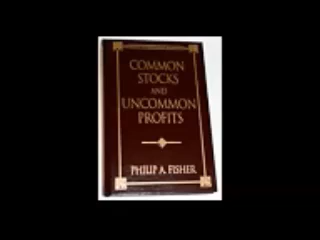 COMMON
STOCKS
AND
UNCOMMON
PROFITS
PHILIP A. FISHER